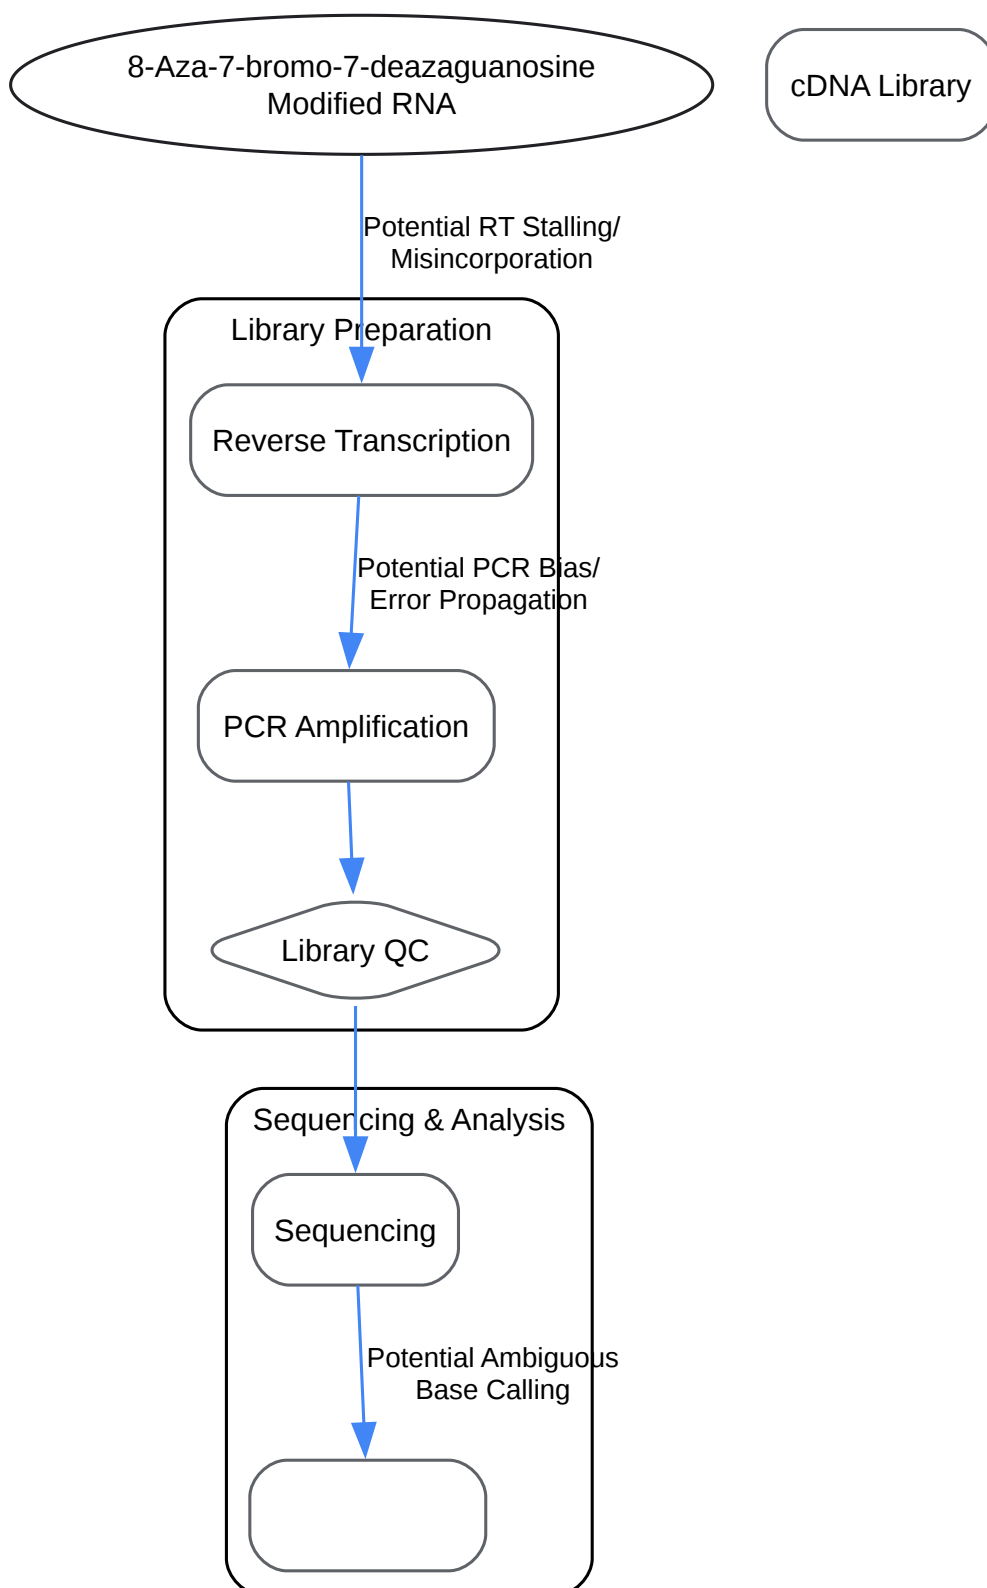 8-Aza-7-bromo-7-deazaguanosine
Modified RNA
cDNA Library
Potential RT Stalling/
Misincorporation
Library Preparation
Reverse Transcription
Potential PCR Bias/
Error Propagation
PCR Amplification
Library QC
Sequencing & Analysis
Sequencing
Potential Ambiguous
Base Calling